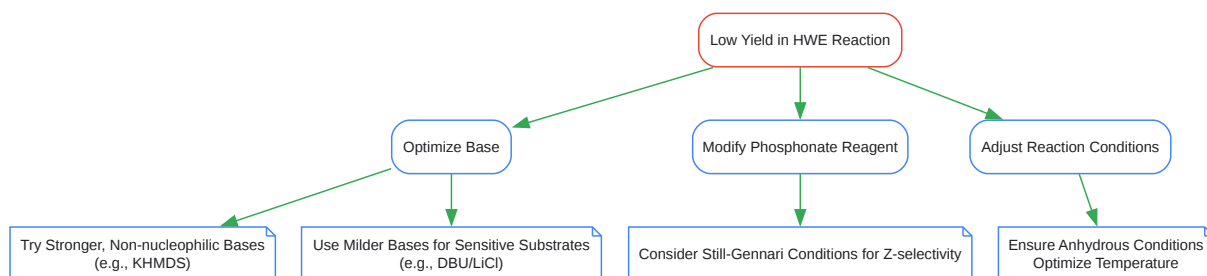 Low Yield in HWE Reaction
Optimize Base
Modify Phosphonate Reagent
Adjust Reaction Conditions
Try Stronger, Non-nucleophilic Bases
(e.g., KHMDS)
Use Milder Bases for Sensitive Substrates
(e.g., DBU/LiCl)
Consider Still-Gennari Conditions for Z-selectivity
Ensure Anhydrous Conditions
Optimize Temperature